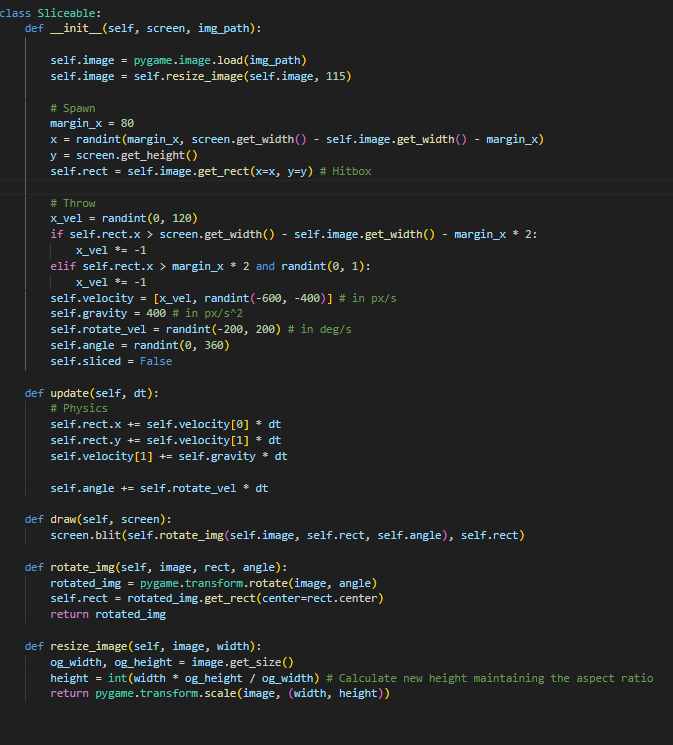 class Sliceable:
    def __init__(self, screen, img_path):

        self.image = pygame.image.load(img_path)
        self.image = self.resize_image(self.image, 115)

        # Spawn
        margin_x = 80
        x = randint(margin_x, screen.get_width() - self.image.get_width() - margin_x)
        y = screen.get_height()
        self.rect = self.image.get_rect(x=x, y=y) # Hitbox

        # Throw
        x_vel = randint(0, 120)
        if self.rect.x > screen.get_width() - self.image.get_width() - margin_x * 2:
            x_vel *= -1
        elif self.rect.x > margin_x * 2 and randint(0, 1):
            x_vel *= -1
        self.velocity = [x_vel, randint(-600, -400)] # in px/s
        self.gravity = 400 # in px/s^2
        self.rotate_vel = randint(-200, 200) # in deg/s
        self.angle = randint(0, 360)
        self.sliced = False

    def update(self, dt):
        # Physics
        self.rect.x += self.velocity[0] * dt
        self.rect.y += self.velocity[1] * dt
        self.velocity[1] += self.gravity * dt

        self.angle += self.rotate_vel * dt

    def draw(self, screen):
        screen.blit(self.rotate_img(self.image, self.rect, self.angle), self.rect)

    def rotate_img(self, image, rect, angle):
        rotated_img = pygame.transform.rotate(image, angle)
        self.rect = rotated_img.get_rect(center=rect.center)
        return rotated_img

    def resize_image(self, image, width):
        og_width, og_height = image.get_size()
        height = int(width * og_height / og_width) # Calculate new height maintaining the aspect ratio
        return pygame.transform.scale(image, (width, height))